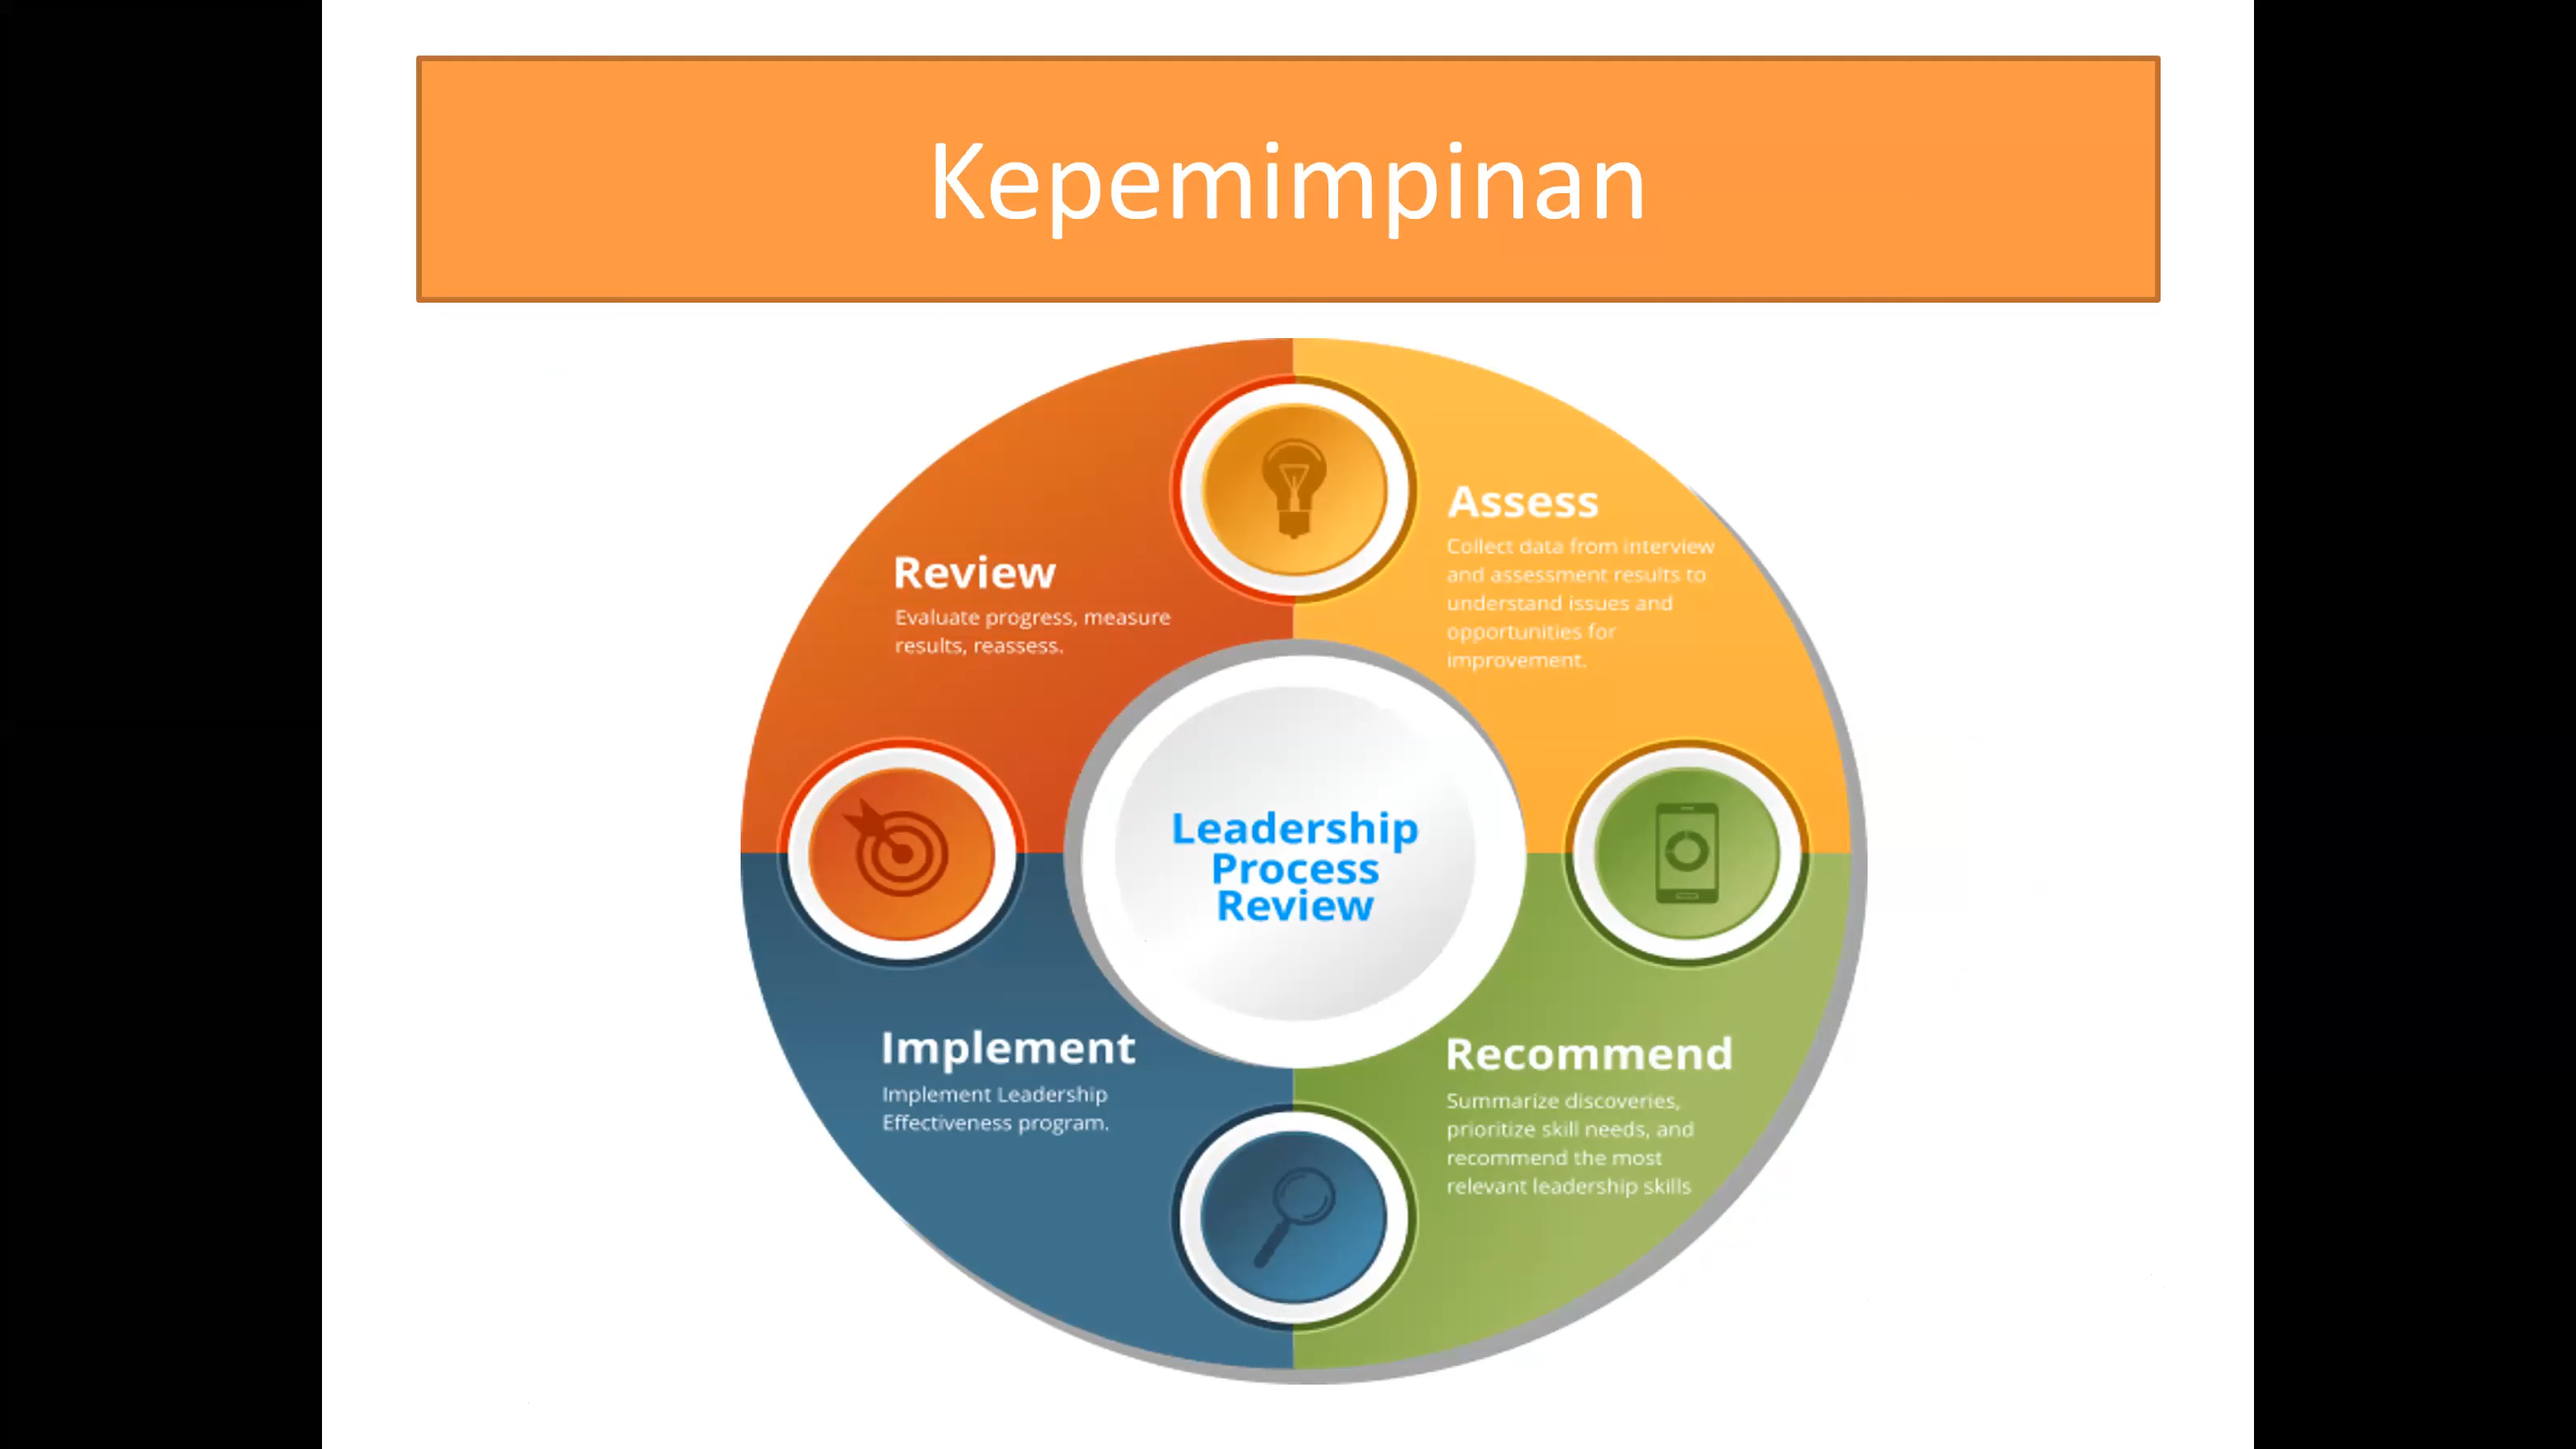 Kepemimpinan
Review
Evaluate progress, measure
results, reassess.
Assess
Collect data from interview
and assessment results to
understand issues and
opportunities for
improvement.
Leadership
Process
Review
Implement
Implement Leadership
Effectiveness program.
Recommend
Summarize discoveries,
prioritize skill needs, and
recommend the most
relevant leadership skills